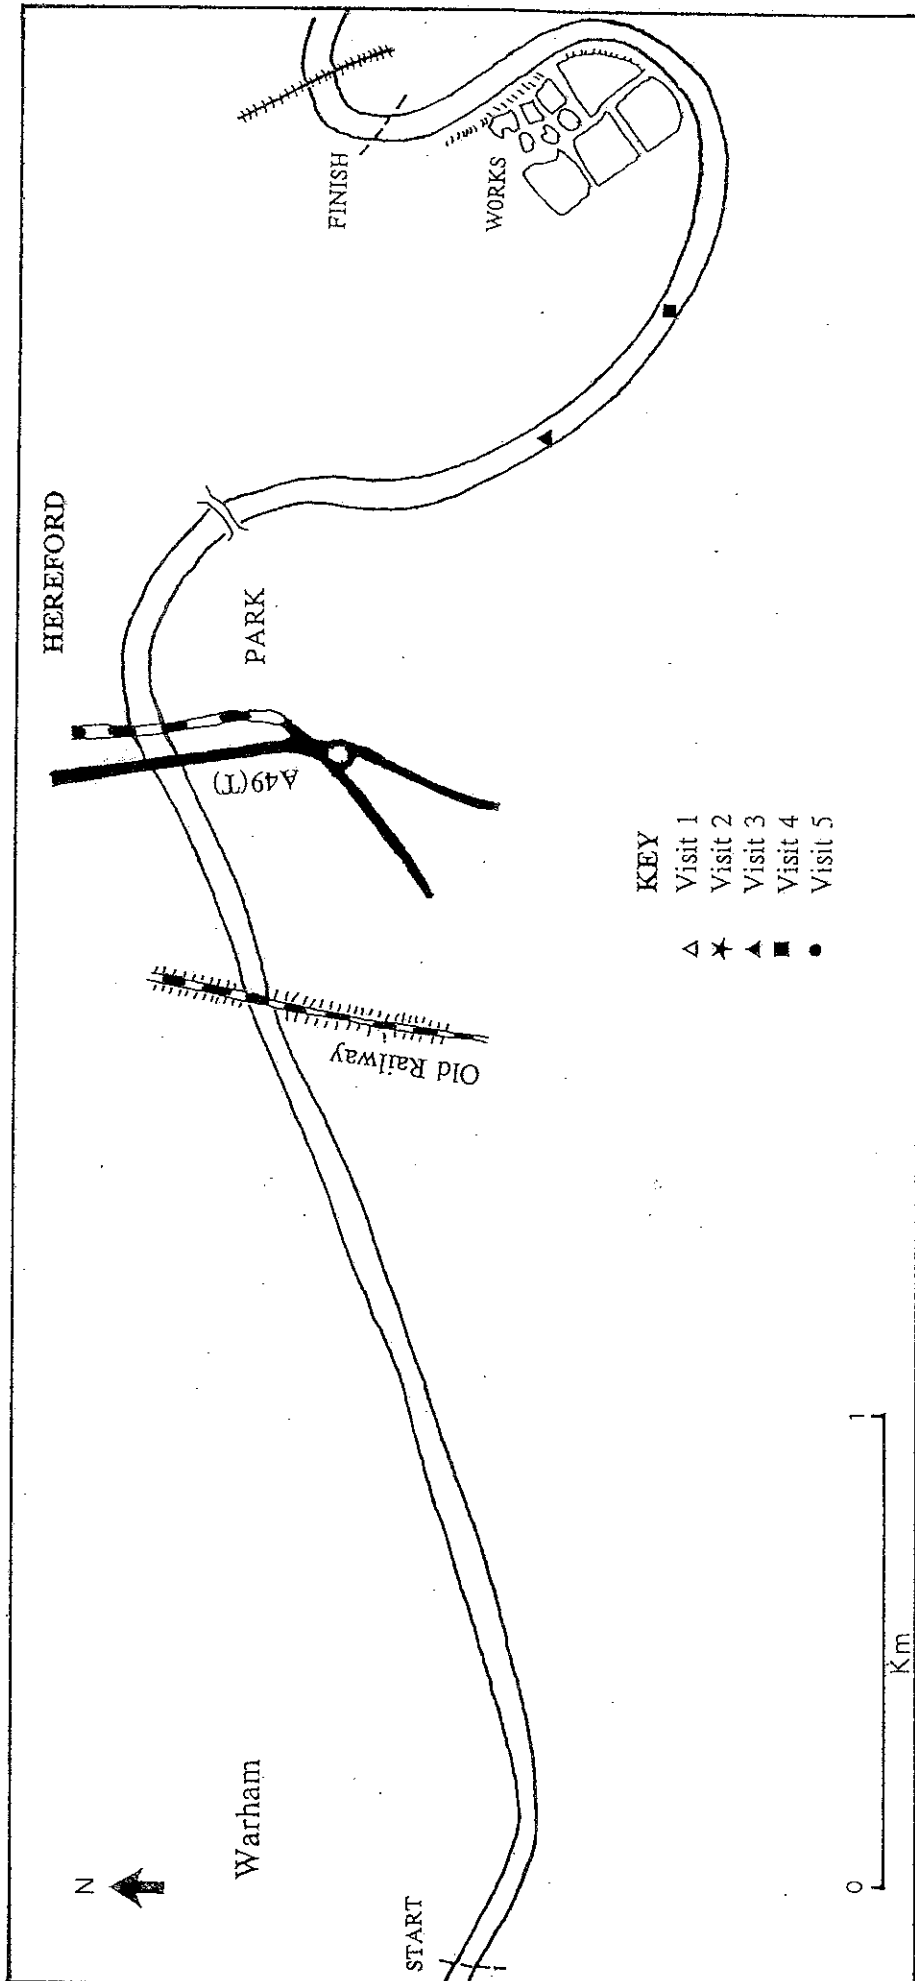 HEREFORD
N
Warham
START
Old Railway
A49(T)
PARK
FINISH
WORKS
KEY
Visit 1
Visit 2
Visit 3
Visit 4
Visit 5
0 1
Km